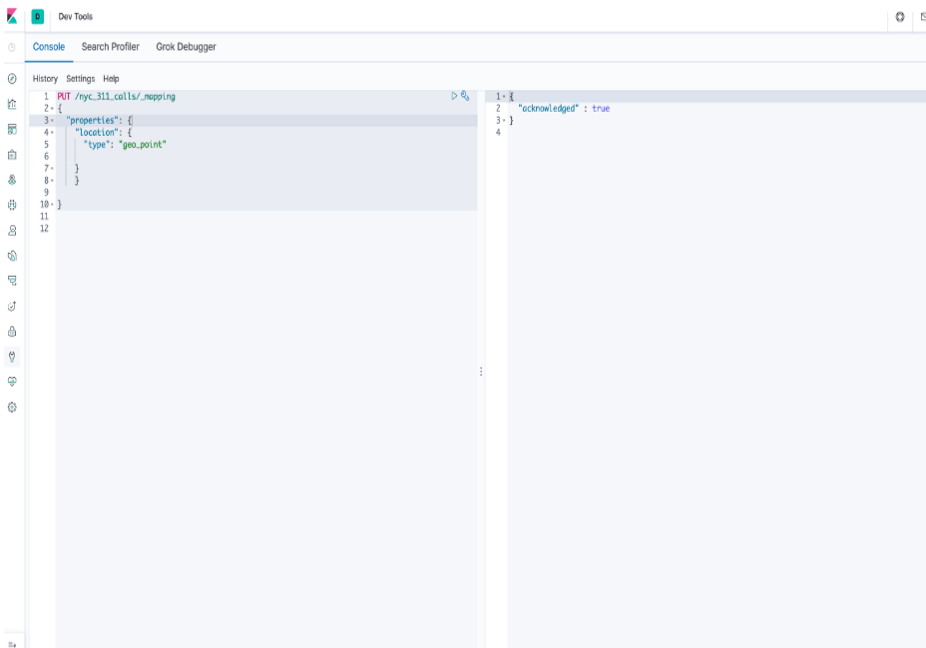 D Dev Tools
Console Search Profiler Grok Debugger
History Settings Help
1 PUT /nyc_311_calls/_mapping
2 {
3 "properties": {
4 "location": {
5 "type": "geo_point"
6
7 }
8 }
9
10 }
11
12
1 {
2 "acknowledged" : true
3 }
4